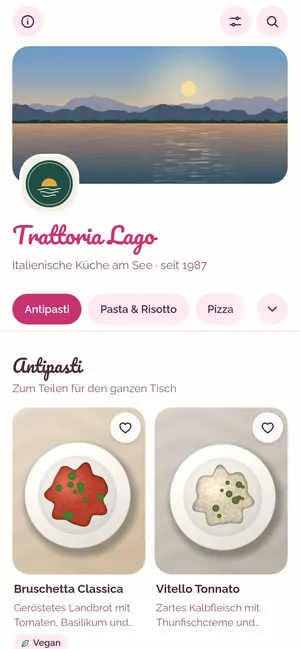 Trattoria Lago
Italienische Küche am See · seit 1987
Antipasti
Pasta & Risotto
Pizza
Antipasti
Zum Teilen für den ganzen Tisch
Bruschetta Classica
Geröstetes Landbrot mit
Tomaten, Basilikum und…
Vegan
Vitello Tonnato
Zartes Kalbfleisch mit
Thunfischcreme und…